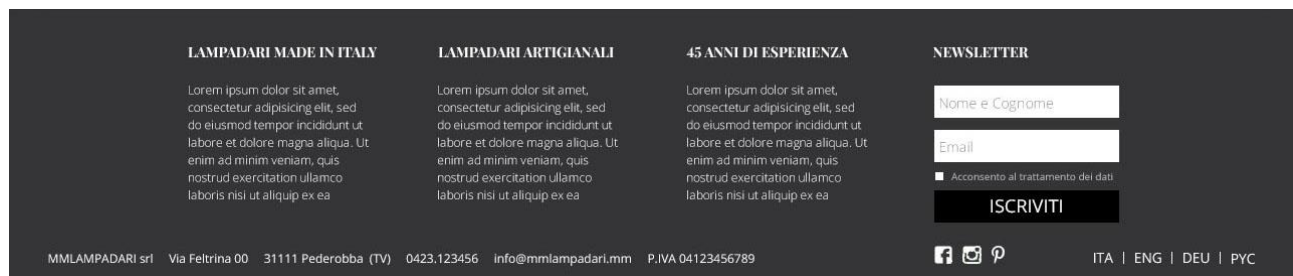 LAMPADARI MADE IN ITALY
Lorem ipsum dolor sit amet,
consectetur adipisicing elit, sed
do eiusmod tempor incididunt ut
labore et dolore magna aliqua. Ut
enim ad minim veniam, quis
nostrud exercitation ullamco
laboris nisi ut aliquip ex ea
LAMPADARI ARTIGIANALI
Lorem ipsum dolor sit amet,
consectetur adipisicing elit, sed
do eiusmod tempor incididunt ut
labore et dolore magna aliqua. Ut
enim ad minim veniam, quis
nostrud exercitation ullamco
laboris nisi ut aliquip ex ea
45 ANNI DI ESPERIENZA
Lorem ipsum dolor sit amet,
consectetur adipisicing elit, sed
do eiusmod tempor incididunt ut
labore et dolore magna aliqua. Ut
enim ad minim veniam, quis
nostrud exercitation ullamco
laboris nisi ut aliquip ex ea
NEWSLETTER
Nome e Cognome
Email
Acconsento al trattamento dei dati
ISCRIVITI
MMLAMPADARI srl Via Feltrina 00 31111 Pederobba (TV) 0423.123456 info@mmlampadari.mm P.IVA 04123456789
ITA | ENG | DEU | РУС